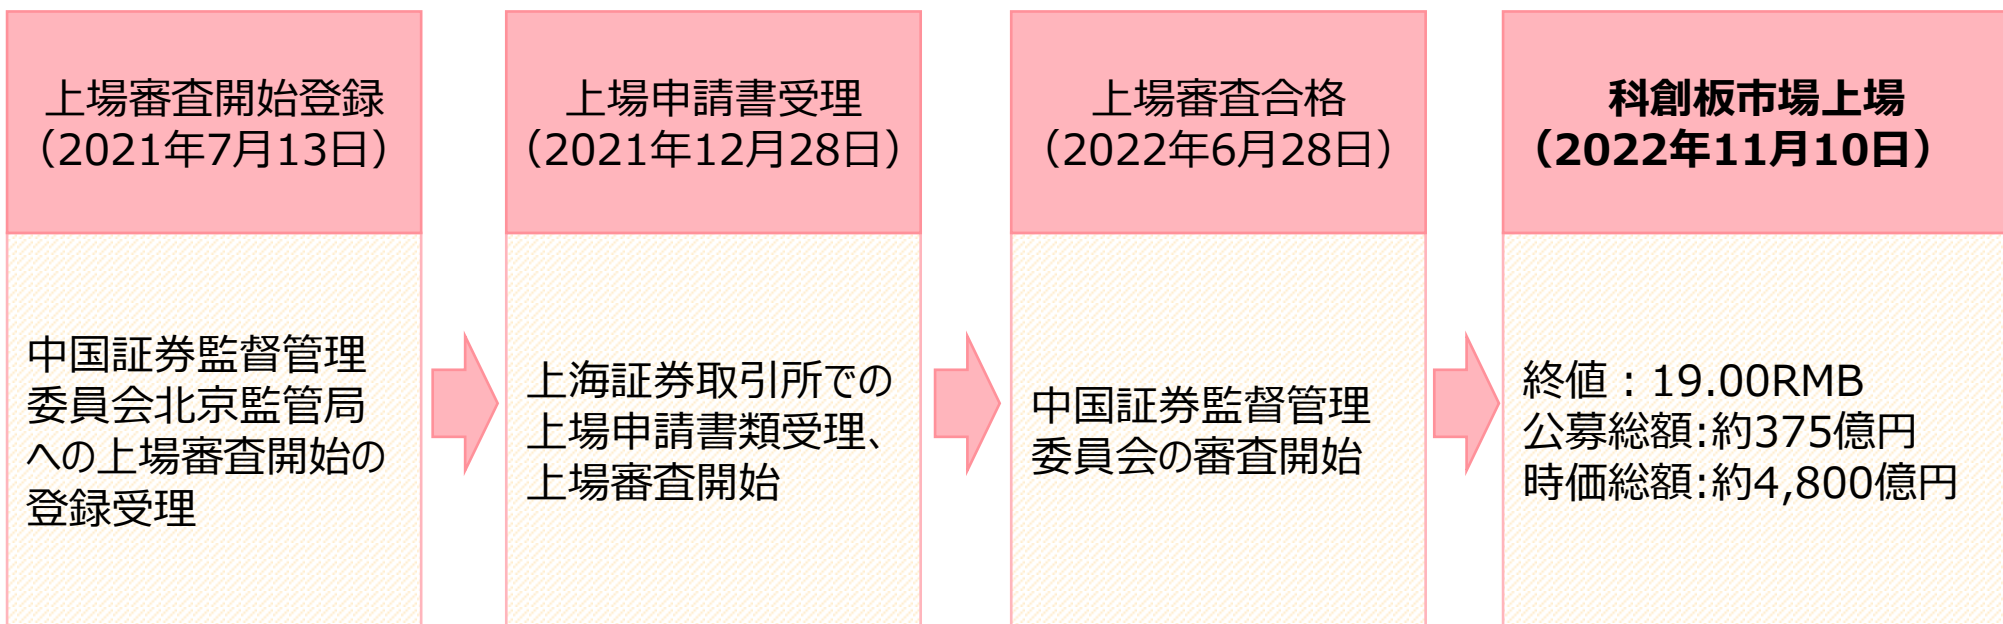 上場審査開始登録
（2021年7月13日）
中国証券監督管理
委員会北京監管局
への上場審査開始の
登録受理
上場申請書受理
（2021年12月28日）
上海証券取引所での
上場申請書類受理、
上場審査開始
上場審査合格
（2022年6月28日）
中国証券監督管理
委員会の審査開始
科創板市場上場
（2022年11月10日）
終値：19.00RMB
公募総額:約375億円
時価総額:約4,800億円